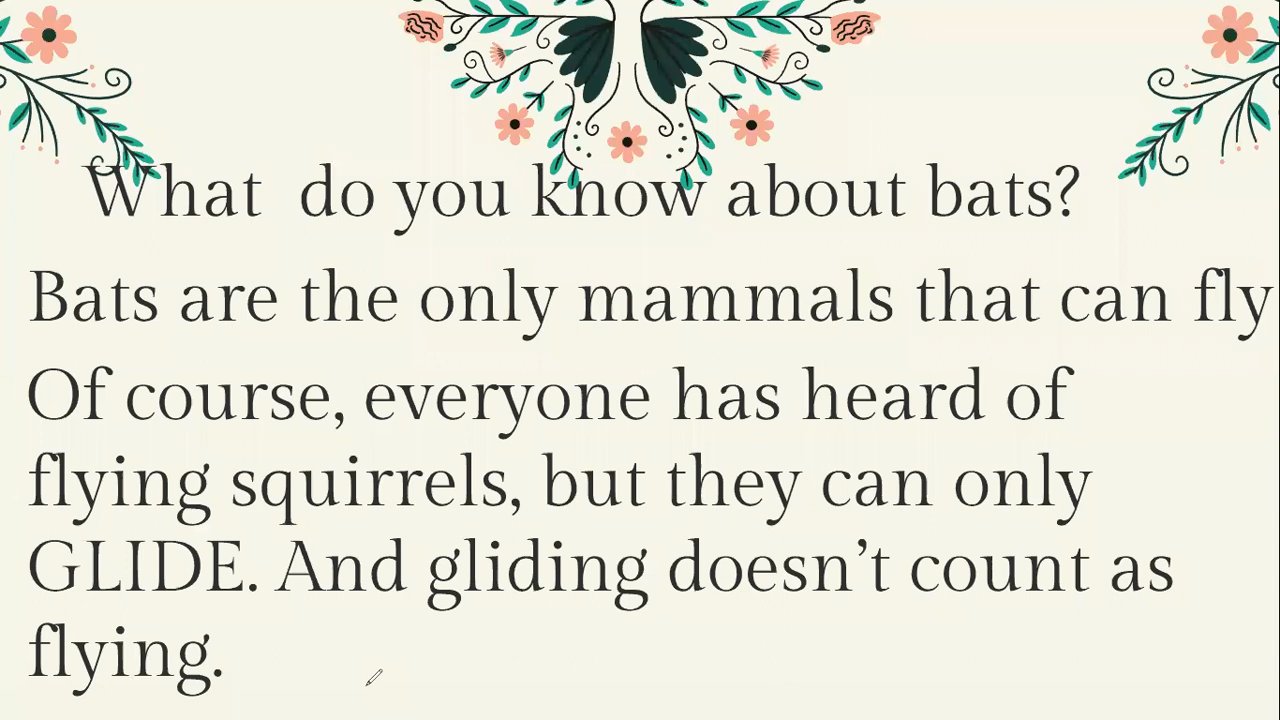 What do you know about bats?
Bats are the only mammals that can fly
Of course, everyone has heard of
flying squirrels, but they can only
GLIDE. And gliding doesn’t count as
flying.